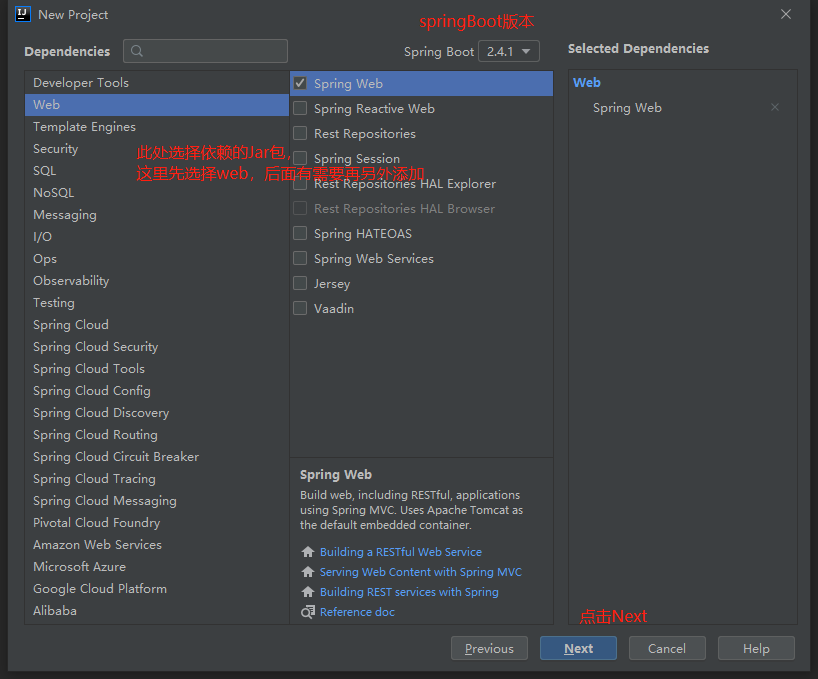 New Project
springBoot版本
Dependencies
Spring Boot 2.4.1
Selected Dependencies
Developer Tools
Web
Template Engines
Security
SQL
NoSQL
Messaging
I/O
Ops
Observability
Testing
Spring Cloud
Spring Cloud Security
Spring Cloud Tools
Spring Cloud Config
Spring Cloud Discovery
Spring Cloud Routing
Spring Cloud Circuit Breaker
Spring Cloud Tracing
Spring Cloud Messaging
Pivotal Cloud Foundry
Amazon Web Services
Microsoft Azure
Google Cloud Platform
Alibaba
此处选择依赖的Jar包，
这里先选择web，后面有需要再另外添加
Spring Web
Spring Reactive Web
Rest Repositories
Spring Session
Rest Repositories HAL Explorer
Rest Repositories HAL Browser
Spring HATEOAS
Spring Web Services
Jersey
Vaadin
Spring Web
Build web, including RESTful, applications
using Spring MVC. Uses Apache Tomcat as
the default embedded container.
Building a RESTful Web Service
Serving Web Content with Spring MVC
Building REST services with Spring
Reference doc
Web
Spring Web
点击Next
Previous
Next
Cancel
Help